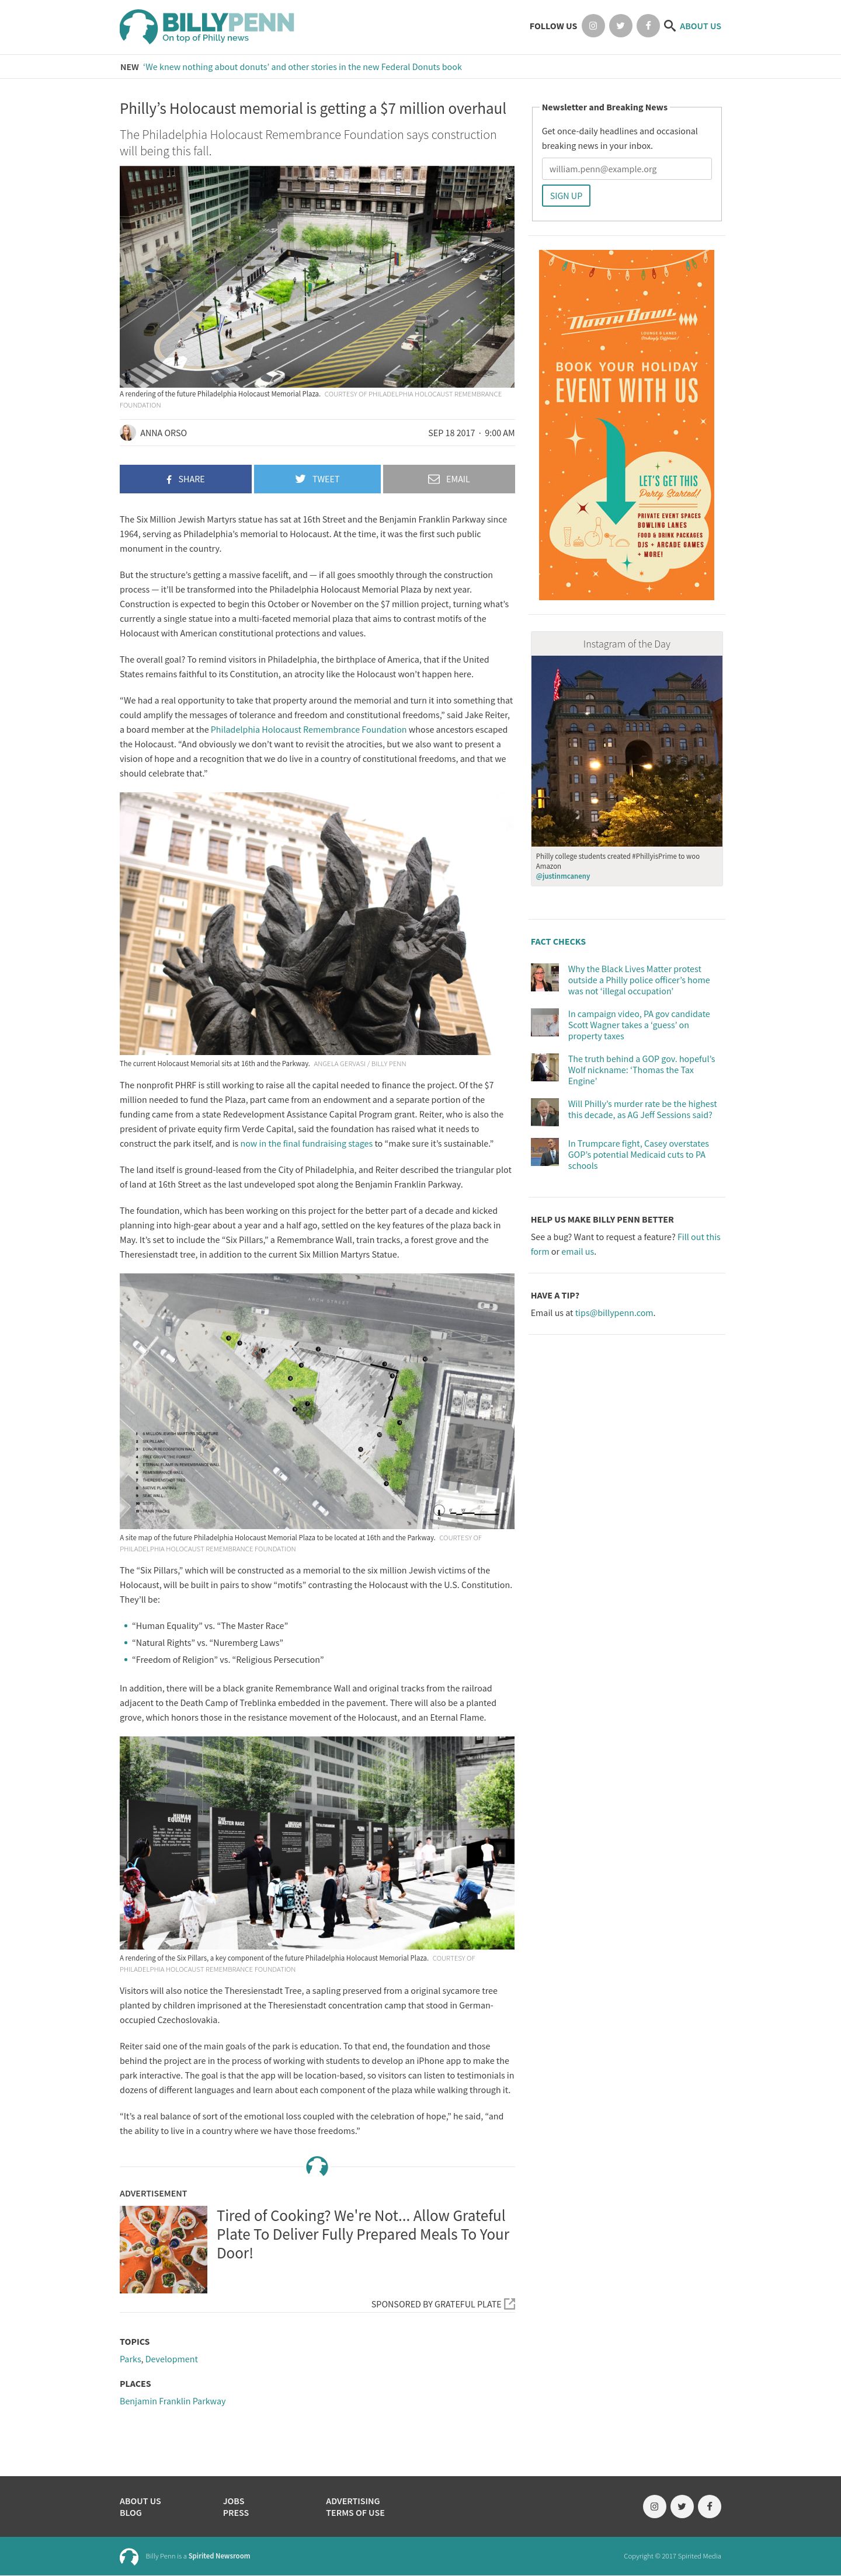 BILLYPENN
On top of Philly news
FOLLOW US
ABOUT US
NEW 'We knew nothing about donuts' and other stories in the new Federal Donuts book
Philly's Holocaust memorial is getting a $7 million overhaul
The Philadelphia Holocaust Remembrance Foundation says construction
will being this fall.
A rendering of the future Philadelphia Holocaust Memorial Plaza. COURTESY OF PHILADELPHIA HOLOCAUST REMEMBRANCE
FOUNDATION
ANNA ORSO
SEP 18 2017 · 9:00 AM
SHARE
TWEET
EMAIL
The Six Million Jewish Martyrs statue has sat at 16th Street and the Benjamin Franklin Parkway since
1964, serving as Philadelphia's memorial to Holocaust. At the time, it was the first such public
monument in the country.
But the structure's getting a massive facelift, and — if all goes smoothly through the construction
process — it'll be transformed into the Philadelphia Holocaust Memorial Plaza by next year.
Construction is expected to begin this October or November on the $7 million project, turning what's
currently a single statue into a multi-faceted memorial plaza that aims to contrast motifs of the
Holocaust with American constitutional protections and values.
The overall goal? To remind visitors in Philadelphia, the birthplace of America, that if the United
States remains faithful to its Constitution, an atrocity like the Holocaust won't happen here.
"We had a real opportunity to take that property around the memorial and turn it into something that
could amplify the messages of tolerance and freedom and constitutional freedoms," said Jake Reiter,
a board member at the Philadelphia Holocaust Remembrance Foundation whose ancestors escaped
the Holocaust. "And obviously we don't want to revisit the atrocities, but we also want to present a
vision of hope and a recognition that we do live in a country of constitutional freedoms, and that we
should celebrate that."
The current Holocaust Memorial sits at 16th and the Parkway. ANGELA GERVASI / BILLY PENN
The nonprofit PHRF is still working to raise all the capital needed to finance the project. Of the $7
million needed to fund the Plaza, part came from an endowment and a separate portion of the
funding came from a state Redevelopment Assistance Capital Program grant. Reiter, who is also the
president of private equity firm Verde Capital, said the foundation has raised what it needs to
construct the park itself, and is now in the final fundraising stages to "make sure it's sustainable."
The land itself is ground-leased from the City of Philadelphia, and Reiter described the triangular plot
of land at 16th Street as the last undeveloped spot along the Benjamin Franklin Parkway.
The foundation, which has been working on this project for the better part of a decade and kicked
planning into high-gear about a year and a half ago, settled on the key features of the plaza back in
May. It's set to include the "Six Pillars," a Remembrance Wall, train tracks, a forest grove and the
Theresienstadt tree, in addition to the current Six Million Martyrs Statue.
A site map of the future Philadelphia Holocaust Memorial Plaza to be located at 16th and the Parkway. COURTESY OF
PHILADELPHIA HOLOCAUST REMEMBRANCE FOUNDATION
The "Six Pillars," which will be constructed as a memorial to the six million Jewish victims of the
Holocaust, will be built in pairs to show "motifs" contrasting the Holocaust with the U.S. Constitution.
They'll be:
• "Human Equality" vs. "The Master Race"
• "Natural Rights" vs. "Nuremberg Laws"
• "Freedom of Religion" vs. "Religious Persecution"
In addition, there will be a black granite Remembrance Wall and original tracks from the railroad
adjacent to the Death Camp of Treblinka embedded in the pavement. There will also be a planted
grove, which honors those in the resistance movement of the Holocaust, and an Eternal Flame.
HUMAN
EQUALITY
THE
MASTER RACE
A rendering of the Six Pillars, a key component of the future Philadelphia Holocaust Memorial Plaza. COURTESY OF
PHILADELPHIA HOLOCAUST REMEMBRANCE FOUNDATION
Visitors will also notice the Theresienstadt Tree, a sapling preserved from a original sycamore tree
planted by children imprisoned at the Theresienstadt concentration camp that stood in German-
occupied Czechoslovakia.
Reiter said one of the main goals of the park is education. To that end, the foundation and those
behind the project are in the process of working with students to develop an iPhone app to make the
park interactive. The goal is that the app will be location-based, so visitors can listen to testimonials in
dozens of different languages and learn about each component of the plaza while walking through it.
"It's a real balance of sort of the emotional loss coupled with the celebration of hope," he said, "and
the ability to live in a country where we have those freedoms."
ADVERTISEMENT
Tired of Cooking? We're Not... Allow Grateful
Plate To Deliver Fully Prepared Meals To Your
Door!
SPONSORED BY GRATEFUL PLATE
TOPICS
Parks, Development
PLACES
Benjamin Franklin Parkway
Newsletter and Breaking News
Get once-daily headlines and occasional
breaking news in your inbox.
william.penn@example.org
SIGN UP
North Bowl
LOUNGE N LANES
BOOK YOUR HOLIDAY
EVENT WITH US
LET'S GET THIS
Party Started!
PRIVATE EVENT SPACES
BOWLING LANES
FOOD & DRINK PACKAGES
DJS + ARCADE GAMES
+ MORE!
Instagram of the Day
Philly college students created #PhillyisPrime to woo
Amazon
@justinmcaneny
FACT CHECKS
Why the Black Lives Matter protest
outside a Philly police officer's home
was not 'illegal occupation'
In campaign video, PA gov candidate
Scott Wagner takes a 'guess' on
property taxes
The truth behind a GOP gov. hopeful's
Wolf nickname: 'Thomas the Tax
Engine'
Will Philly's murder rate be the highest
this decade, as AG Jeff Sessions said?
In Trumpcare fight, Casey overstates
GOP's potential Medicaid cuts to PA
schools
HELP US MAKE BILLY PENN BETTER
See a bug? Want to request a feature? Fill out this
form or email us.
HAVE A TIP?
Email us at tips@billypenn.com.
ABOUT US
BLOG
JOBS
PRESS
ADVERTISING
TERMS OF USE
Billy Penn is a Spirited Newsroom
Copyright © 2017 Spirited Media